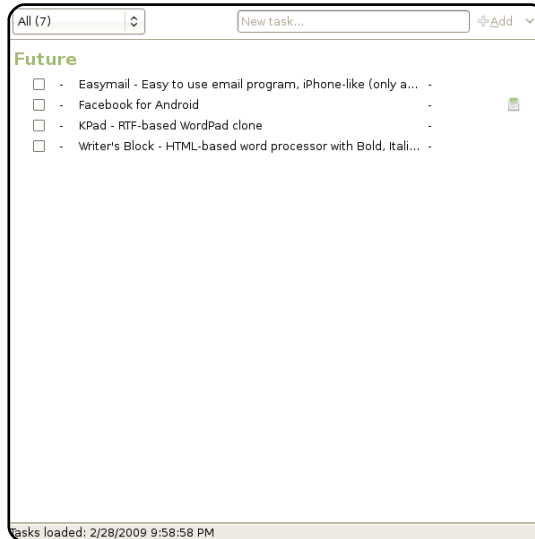 All (7)
New task...
Add
Future
- Easymail - Easy to use email program, iPhone-like (only a... -
- Facebook for Android -
- KPad - RTF-based WordPad clone -
- Writer's Block - HTML-based word processor with Bold, Itali... -
Tasks loaded: 2/28/2009 9:58:58 PM